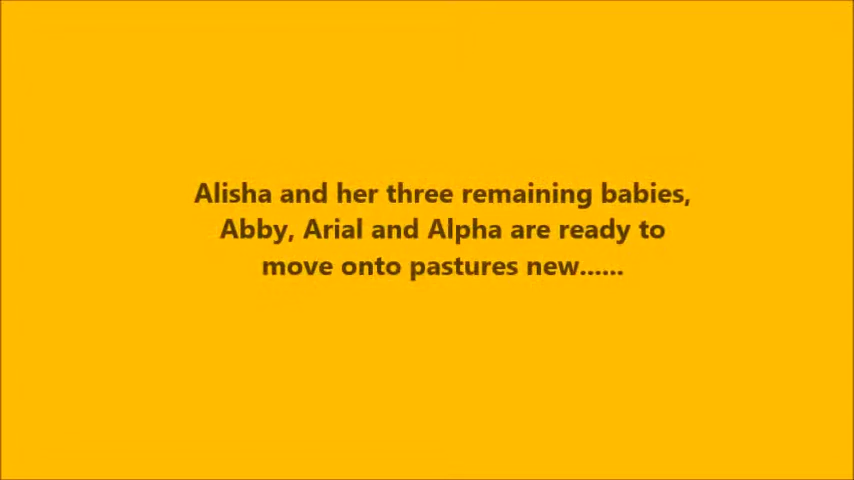 Alisha and her three remaining babies,
Abby, Arial and Alpha are ready to
move onto pastures new......